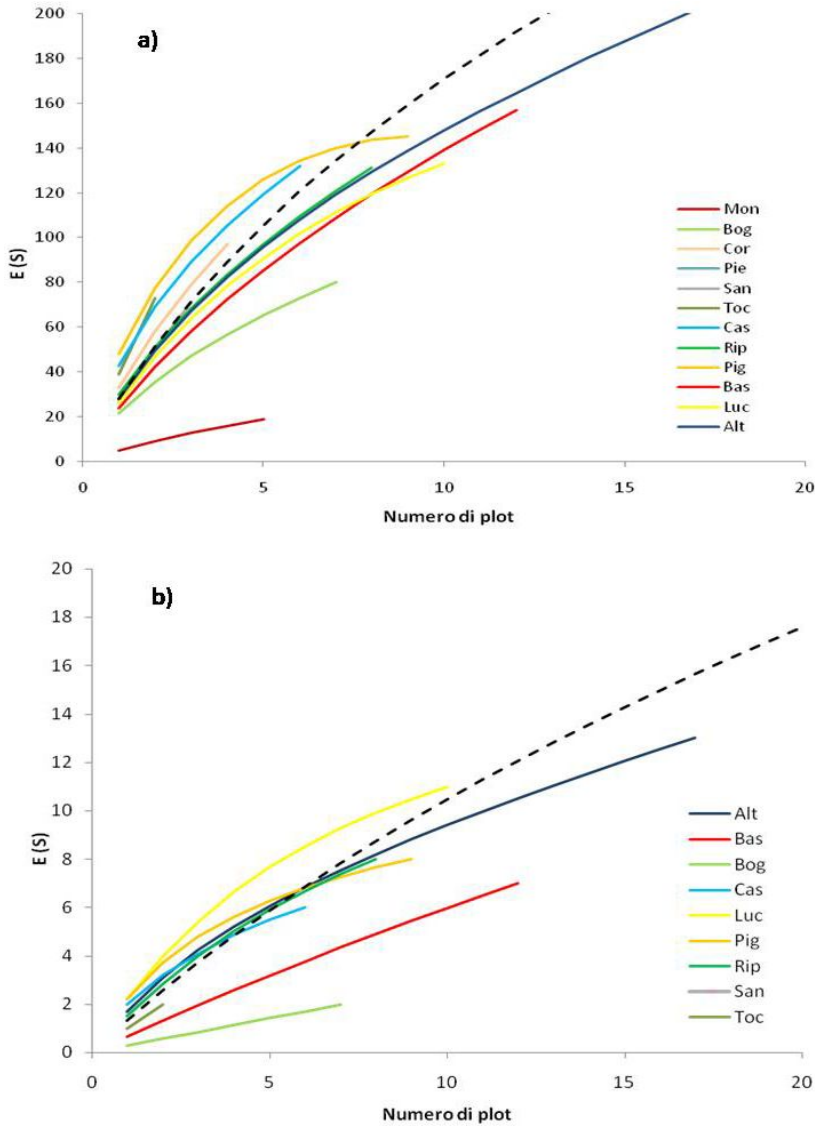 a)
200
180
160
140
120
100
80
60
40
20
0
E (S)
0 5 10 15 20
Numero di plot
Mon
Bog
Cor
Pie
San
Toc
Cas
Rip
Pig
Bas
Luc
Alt
b)
20
18
16
14
12
10
8
6
4
2
0
E (S)
0 5 10 15 20
Numero di plot
Alt
Bas
Bog
Cas
Luc
Pig
Rip
San
Toc